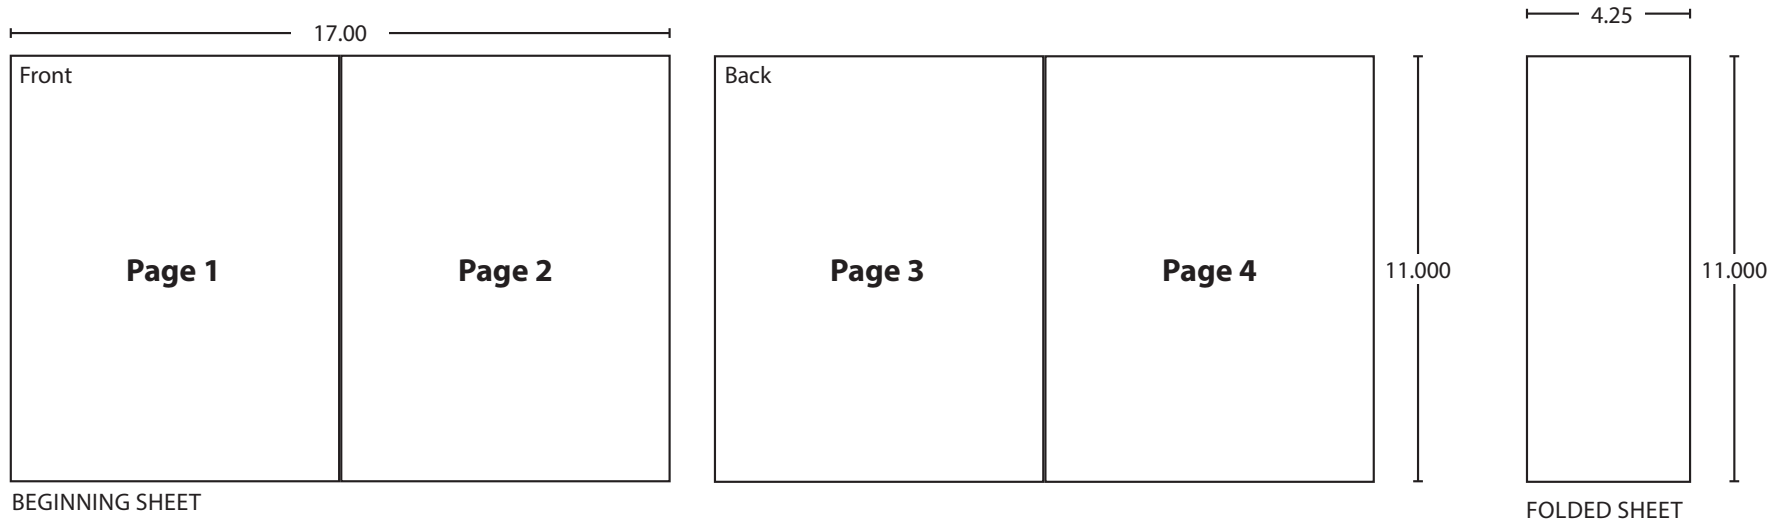 17.00
4.25
Front
Back
Page 1
Page 2
Page 3
Page 4
11.000
11.000
BEGINNING SHEET
FOLDED SHEET